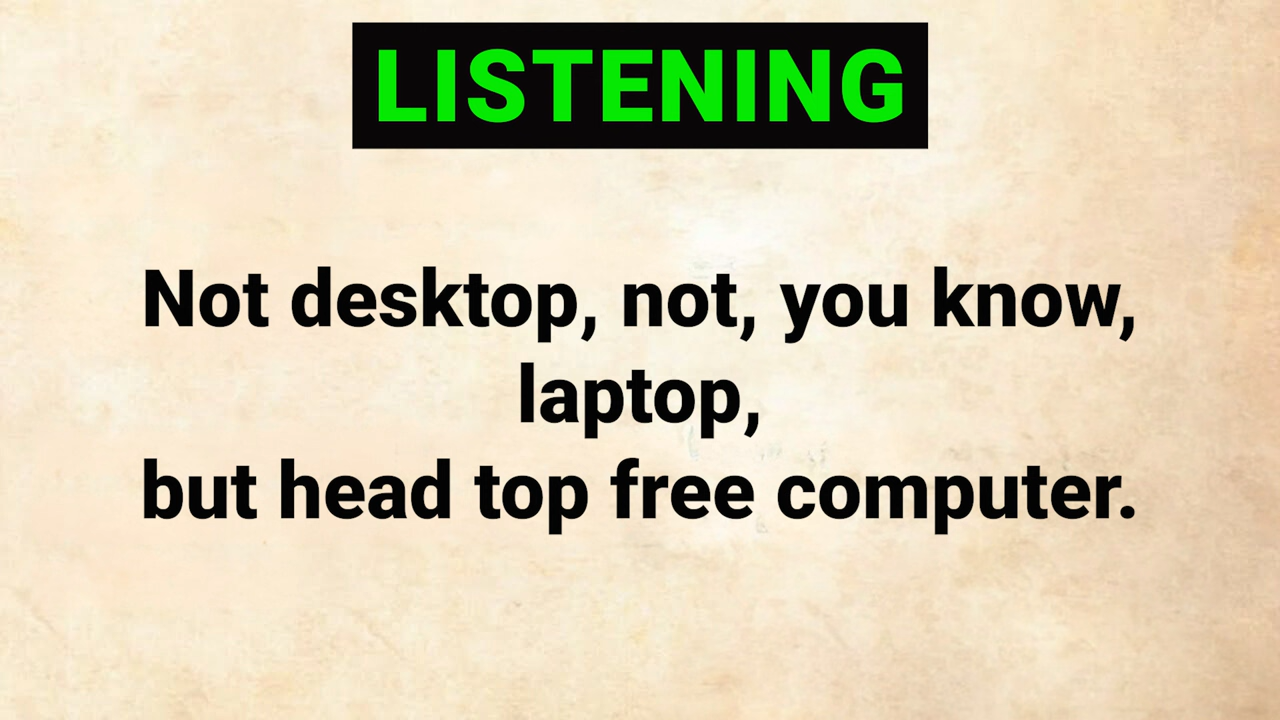 LISTENING
Not desktop, not, you know,
laptop,
but head top free computer.